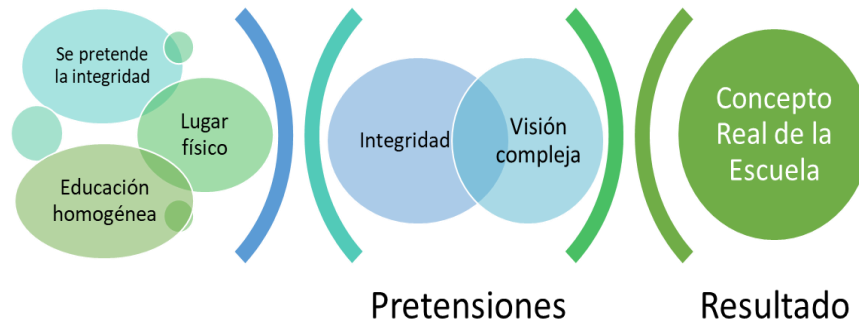 Se pretende
la integridad
Lugar
físico
Educación
homogénea
Integridad
Visión
compleja
Concepto
Real de la
Escuela
Pretensiones
Resultado